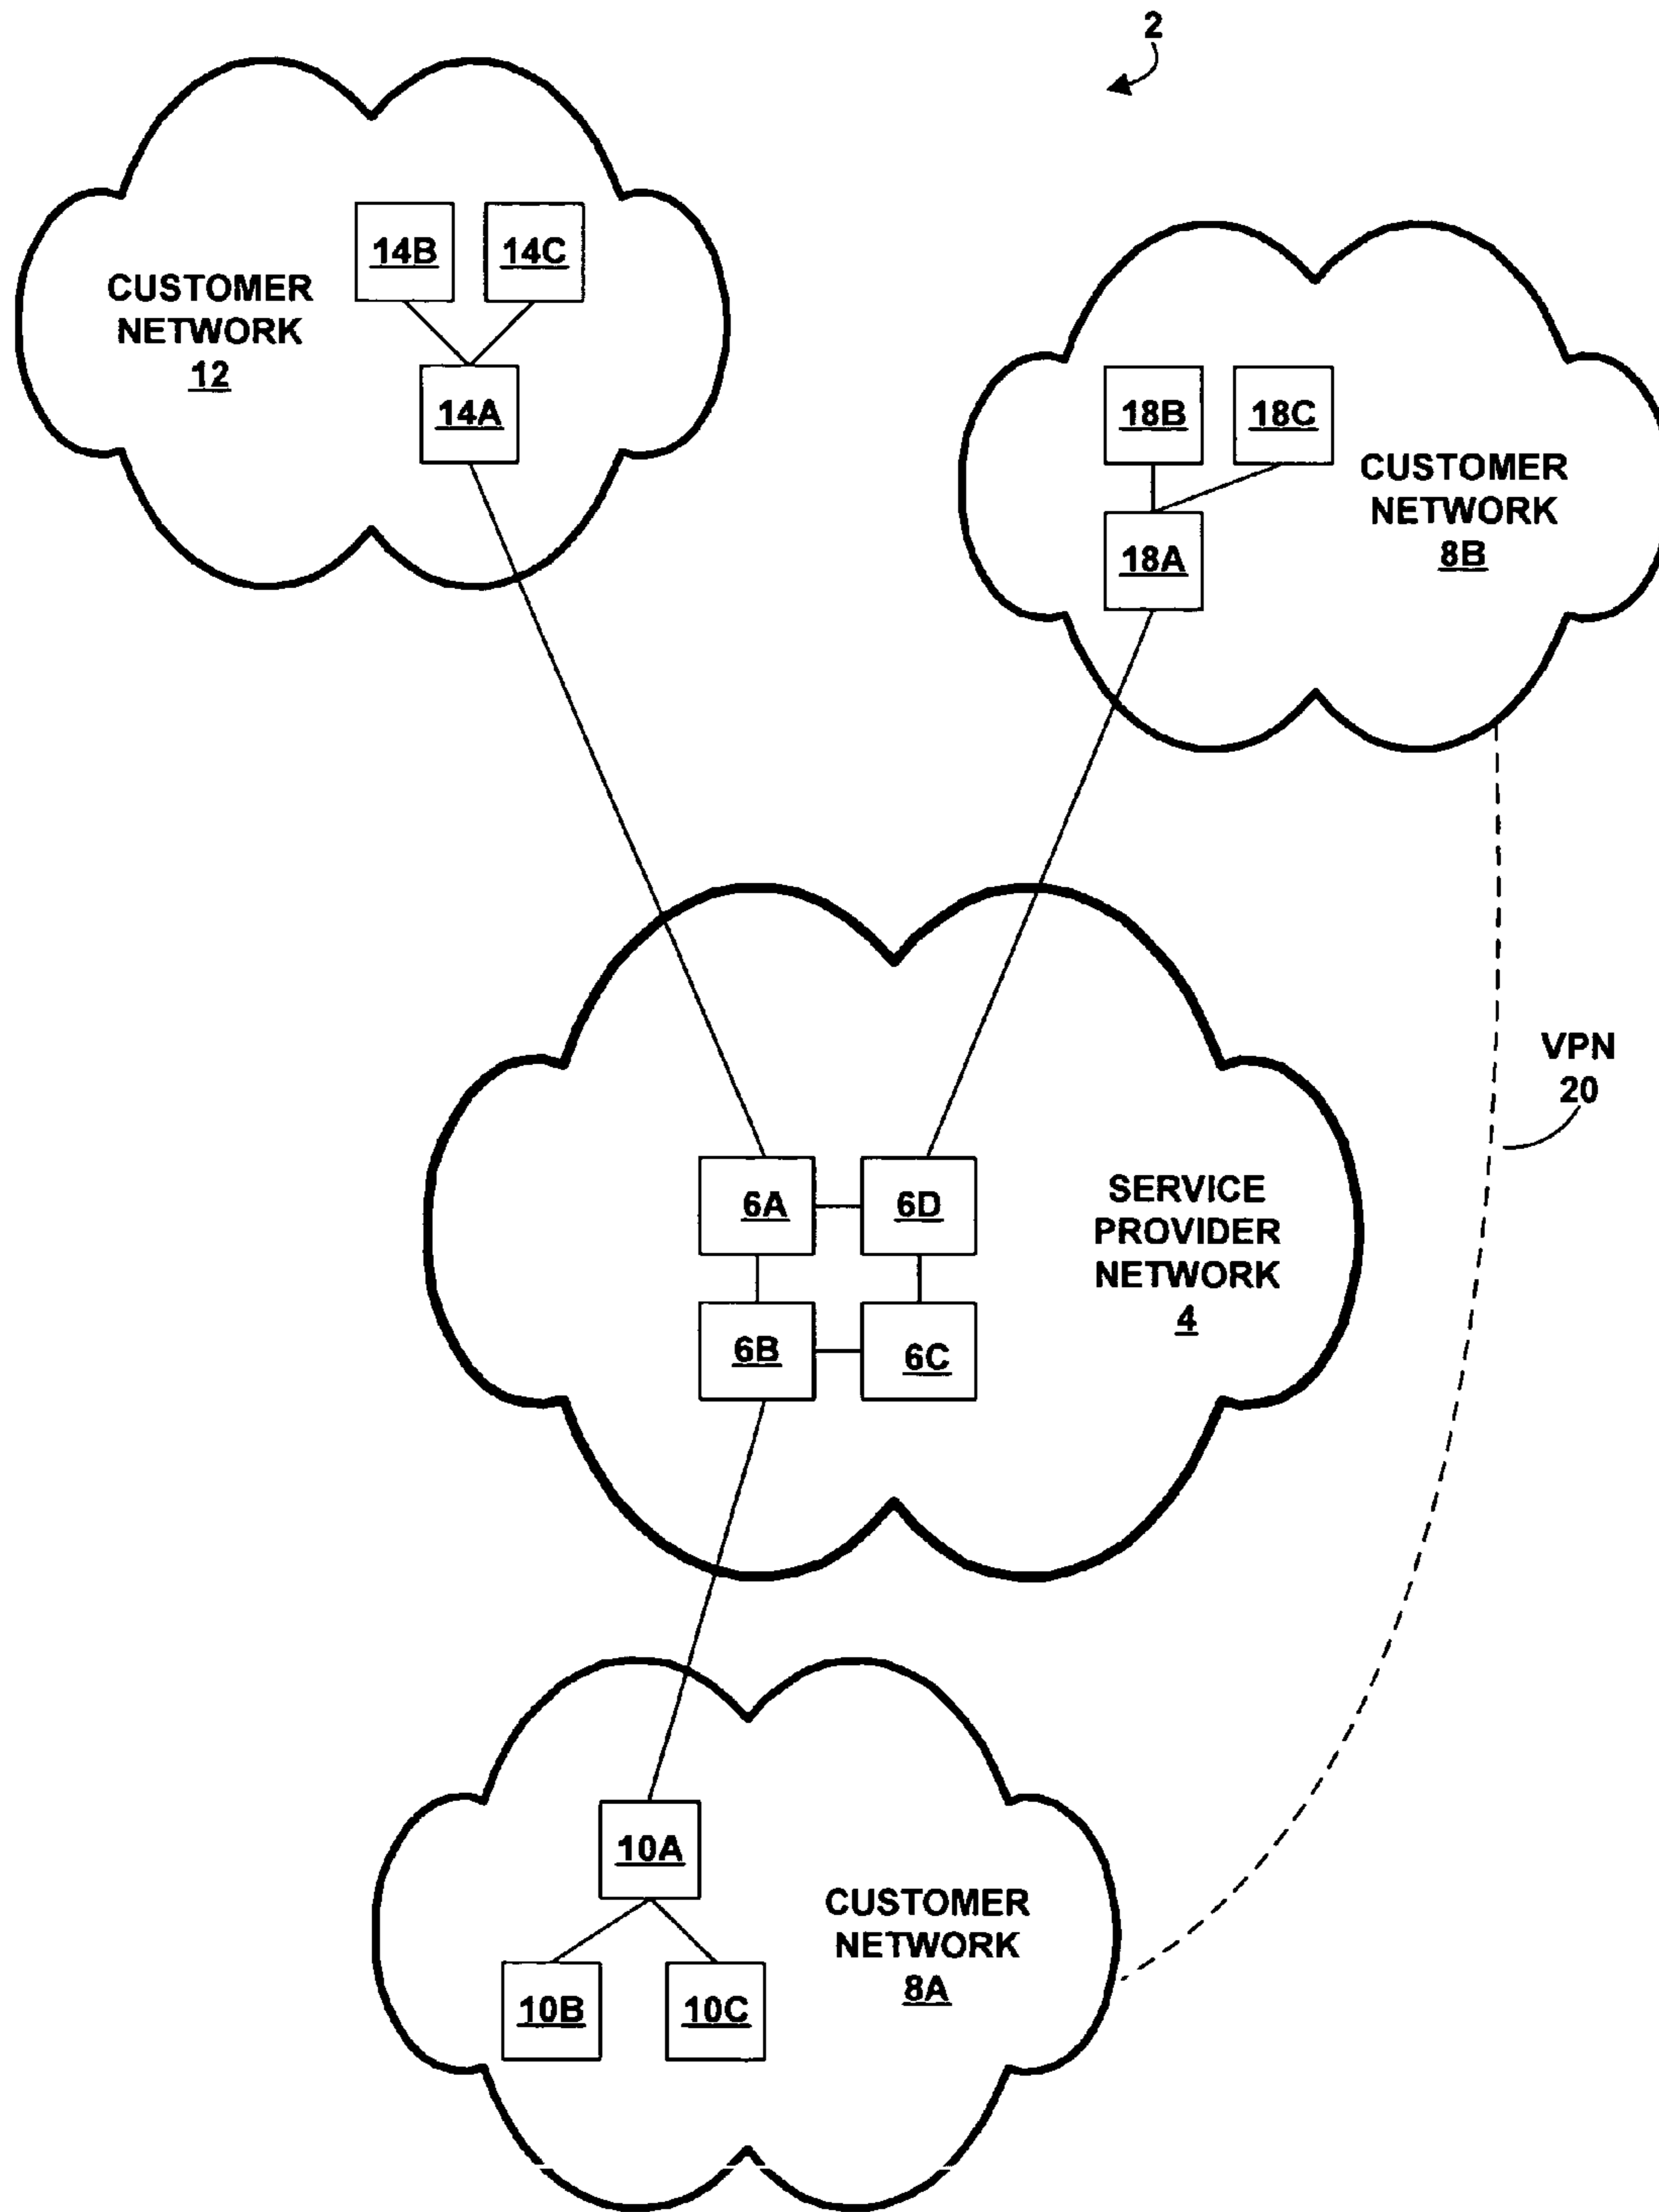 2
14B
14C
CUSTOMER
NETWORK
12
14A
18B
18C
CUSTOMER
NETWORK
8B
18A
VPN
20
6A
6D
SERVICE
PROVIDER
NETWORK
4
6B
6C
10A
CUSTOMER
NETWORK
8A
10B
10C